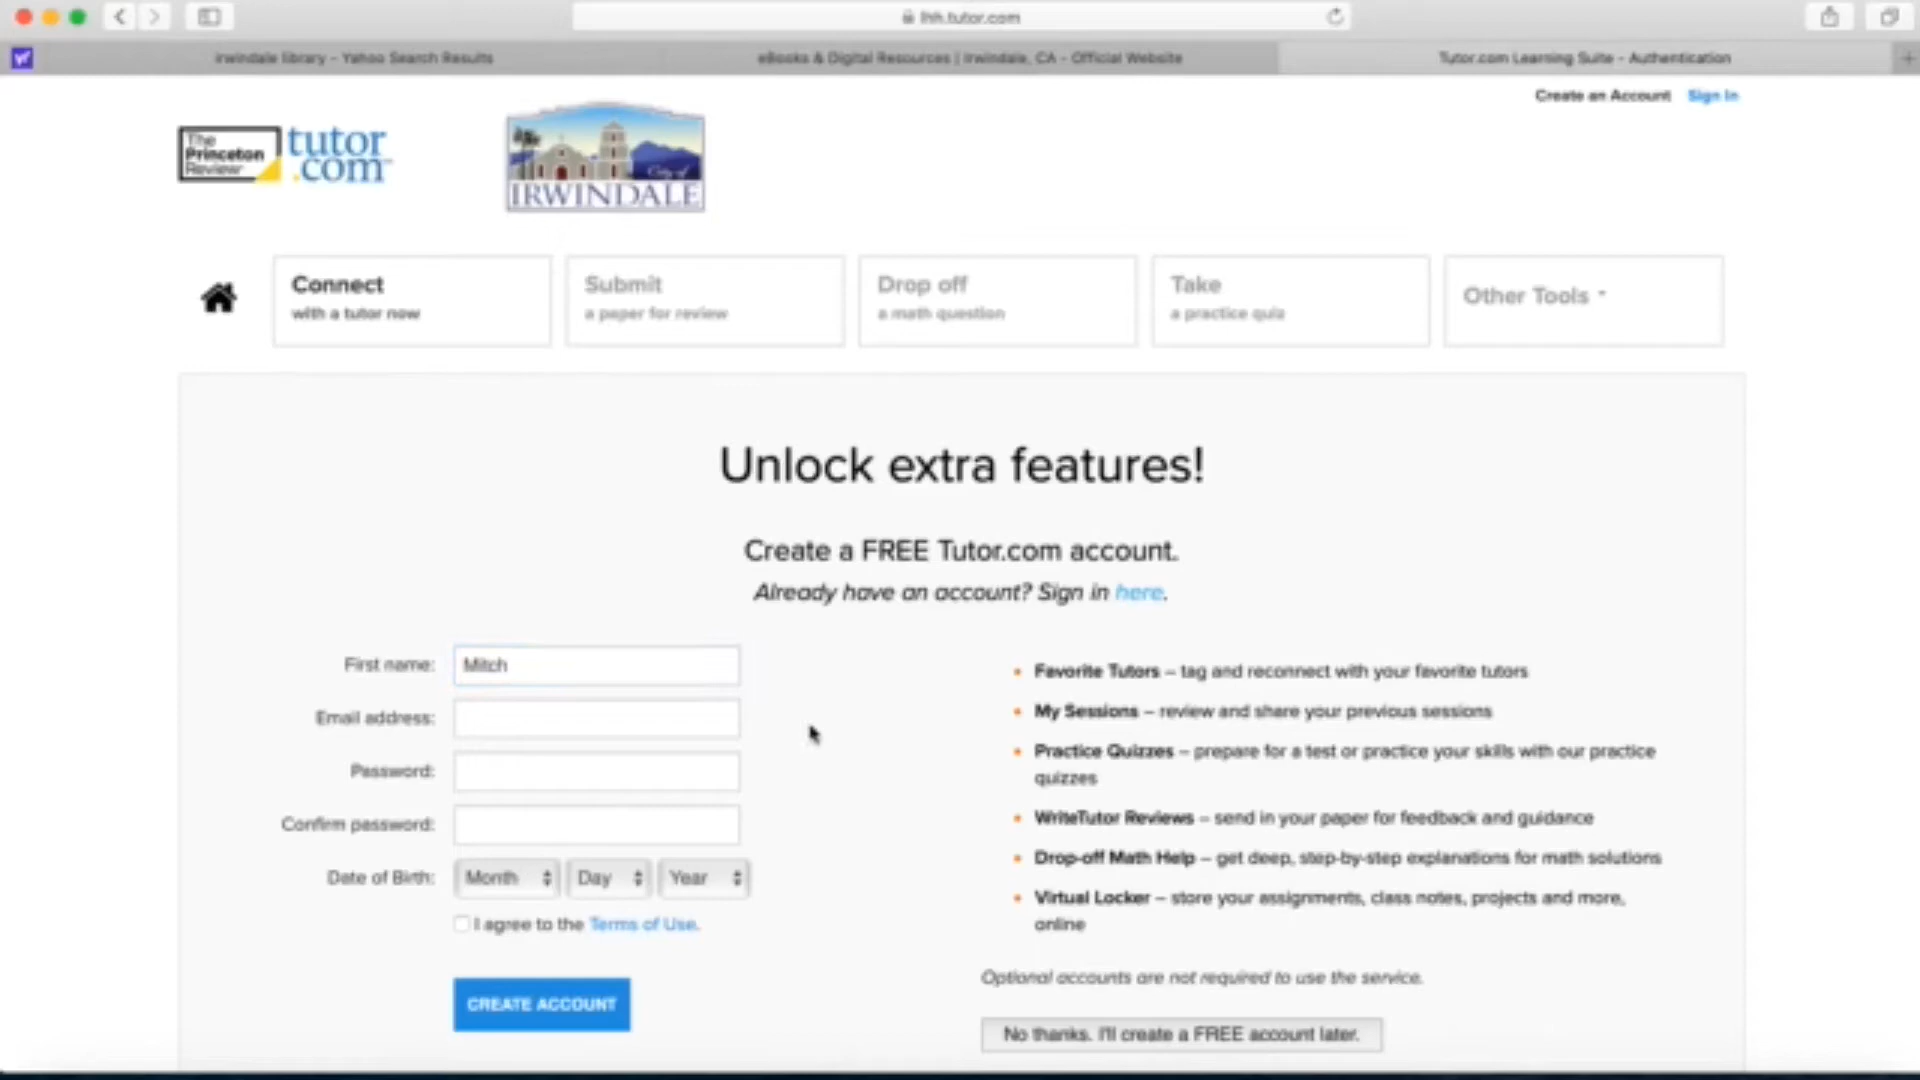 lhh.tutor.com
irwindale library - Yahoo Search Results
eBooks & Digital Resources | Irwindale, CA - Official Website
Tutor.com Learning Suite - Authentication
Create an Account Sign In
The
Princeton
Review
tutor
.com
City of
IRWINDALE
Connect
with a tutor now
Submit
a paper for review
Drop off
a math question
Take
a practice quiz
Other Tools
Unlock extra features!
Create a FREE Tutor.com account.
Already have an account? Sign in here.
First name: Mitch
Email address:
Password:
Confirm password:
Date of Birth: Month Day Year
I agree to the Terms of Use.
CREATE ACCOUNT
• Favorite Tutors – tag and reconnect with your favorite tutors
• My Sessions – review and share your previous sessions
• Practice Quizzes – prepare for a test or practice your skills with our practice
quizzes
• WriteTutor Reviews – send in your paper for feedback and guidance
• Drop-off Math Help – get deep, step-by-step explanations for math solutions
• Virtual Locker – store your assignments, class notes, projects and more,
online
Optional accounts are not required to use the service.
No thanks. I'll create a FREE account later.